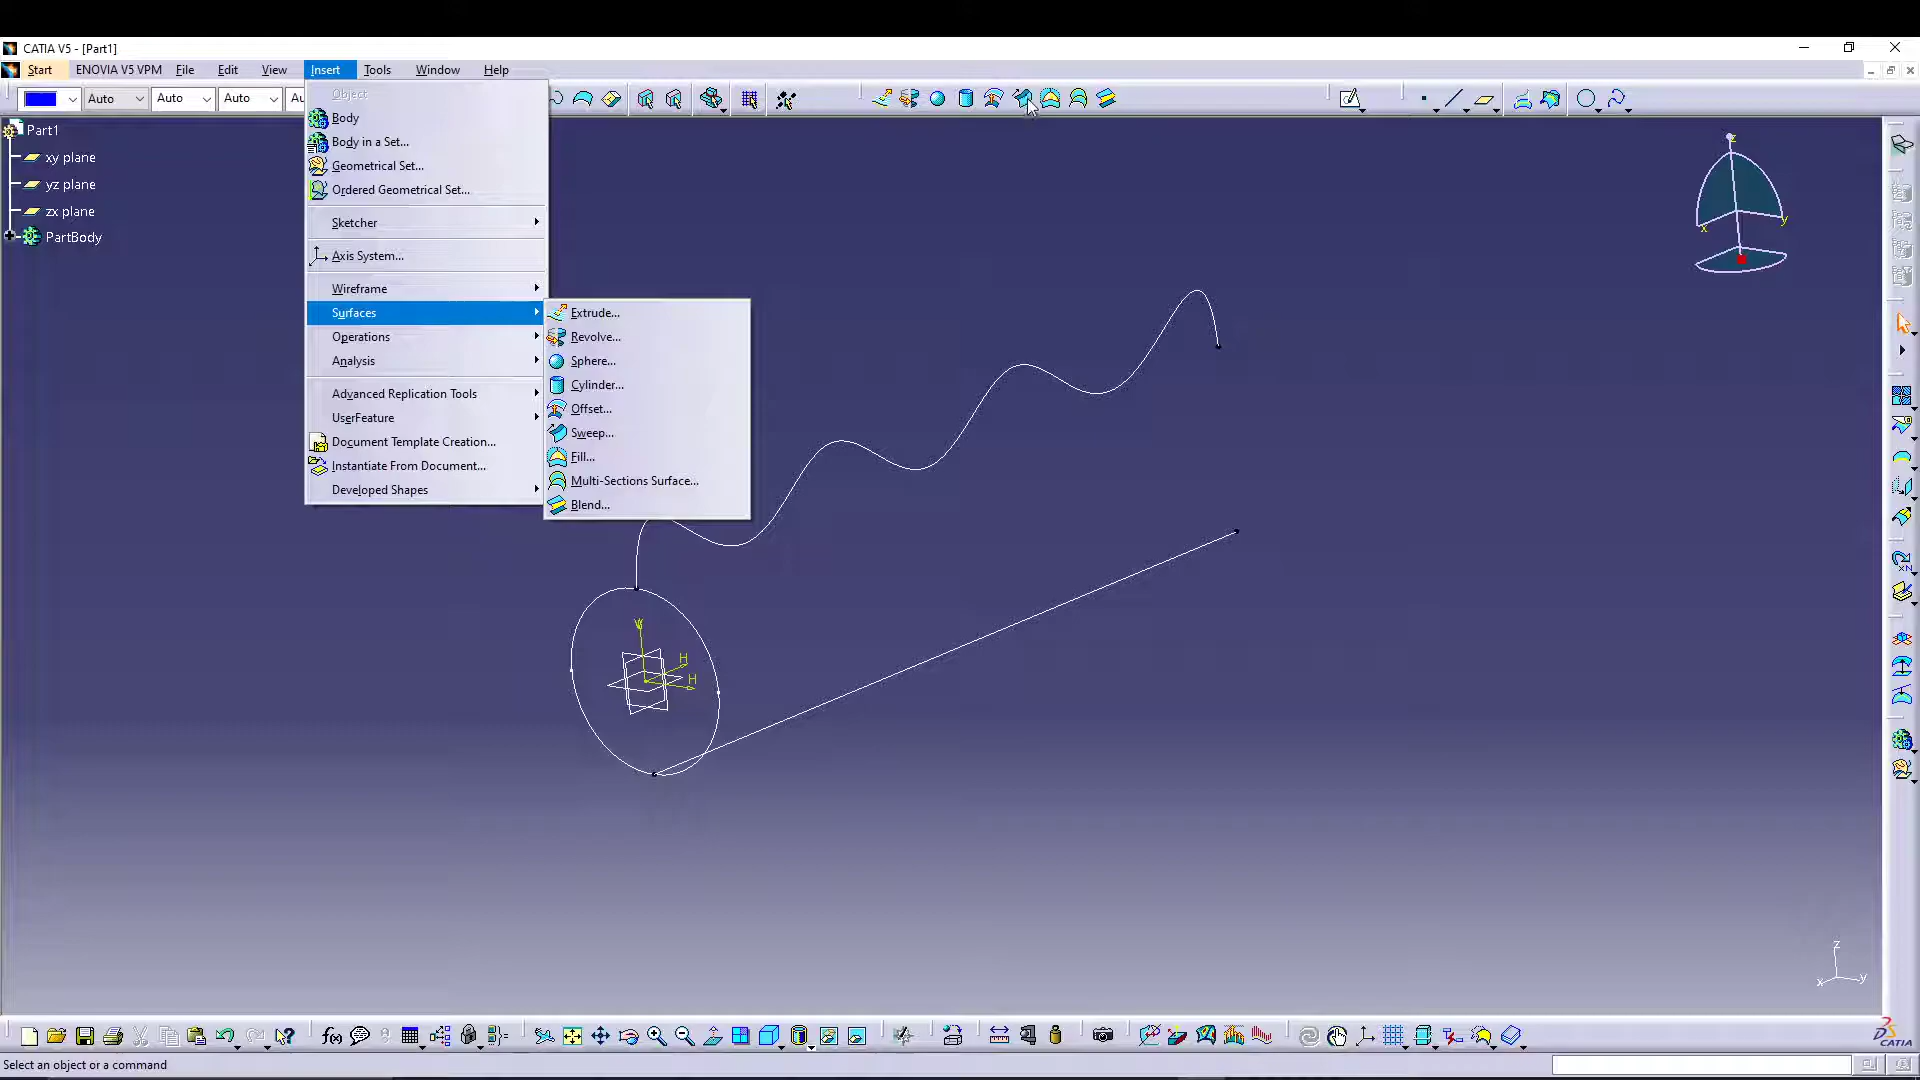 CATIA V5 - [Part1]
Start
ENOVIA V5 VPM
File
Edit
View
Insert
Tools
Window
Help
Auto
Auto
Auto
Object
Body
Body in a Set...
Geometrical Set...
Ordered Geometrical Set...
Sketcher
Axis System...
Wireframe
Surfaces
Operations
Analysis
Advanced Replication Tools
UserFeature
Document Template Creation...
Instantiate From Document...
Developed Shapes
Extrude...
Revolve...
Sphere...
Cylinder...
Offset...
Sweep...
Fill...
Multi-Sections Surface...
Blend...
Part1
xy plane
yz plane
zx plane
PartBody
z
y
x
V
H
H
z
x
y
f(x)
CATIA
Select an object or a command